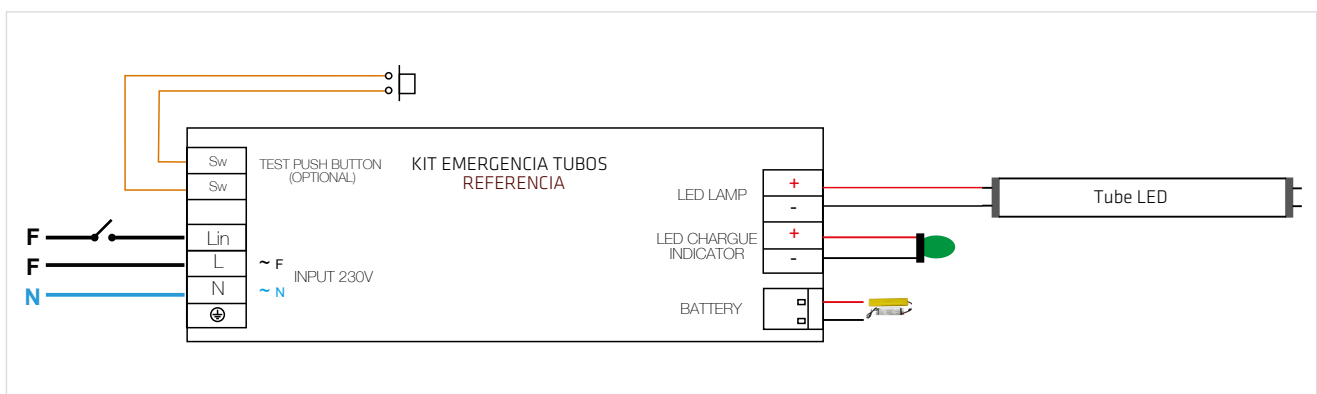 Sw
TEST PUSH BUTTON
(OPTIONAL)
Sw
KIT EMERGENCIA TUBOS
REFERENCIA
LED LAMP
+
-
Tube LED
LED CHARGUE
INDICATOR
+
-
BATTERY
F
Lin
F
L
~ F
INPUT 230V
N
N
~ N